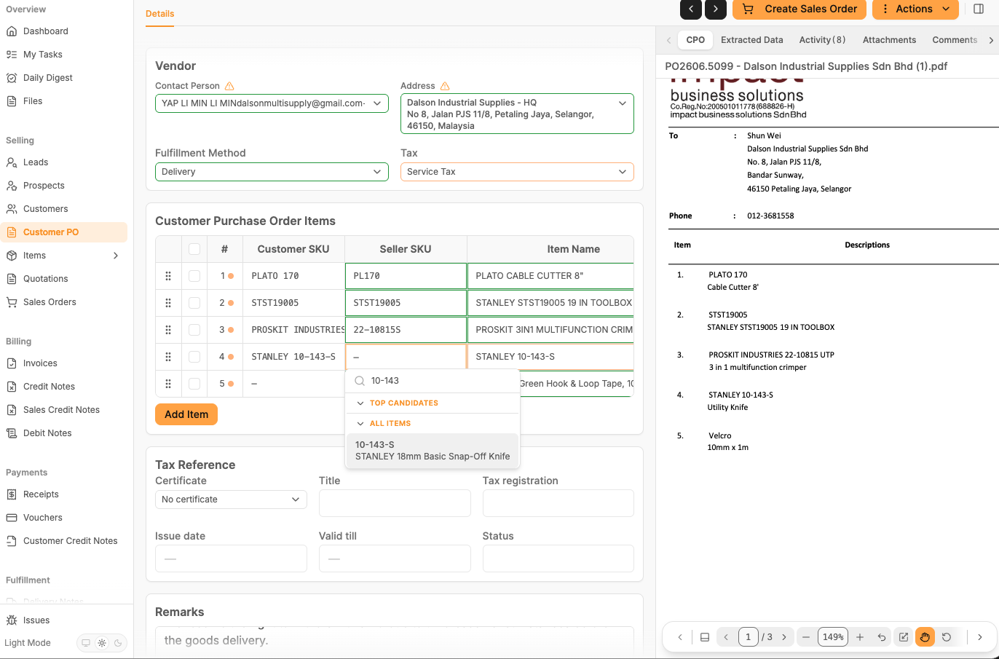 Overview
Dashboard
My Tasks
Daily Digest
Files
Selling
Leads
Prospects
Customers
Customer PO
Items
Quotations
Sales Orders
Billing
Invoices
Credit Notes
Sales Credit Notes
Debit Notes
Payments
Receipts
Vouchers
Customer Credit Notes
Fulfillment
Delivery Notes
Issues
Light Mode
Details
Create Sales Order
Actions
Vendor
Contact Person
YAP LI MIN LI MINdalsonmultisupply@gmail.com-
Address
Dalson Industrial Supplies - HQ
No 8, Jalan PJS 11/8, Petaling Jaya, Selangor,
46150, Malaysia
Fulfillment Method
Delivery
Tax
Service Tax
Customer Purchase Order Items
# Customer SKU Seller SKU Item Name
1 PLATO 170 PL170 PLATO CABLE CUTTER 8"
2 STST19005 STST19005 STANLEY STST19005 19 IN TOOLBOX
3 PROSKIT INDUSTRIES 22-10815S PROSKIT 3IN1 MULTIFUNCTION CRIM
4 STANLEY 10-143-S – STANLEY 10-143-S
5 – Green Hook & Loop Tape, 10
10-143
TOP CANDIDATES
ALL ITEMS
10-143-S
STANLEY 18mm Basic Snap-Off Knife
Add Item
Tax Reference
Certificate
No certificate
Title
Tax registration
Issue date
—
Valid till
—
Status
Remarks
the goods delivery.
CPO Extracted Data Activity(8) Attachments Comments
PO2606.5099 - Dalson Industrial Supplies Sdn Bhd (1).pdf
impact
business solutions
Co.Reg.No:200501011778(688826-H)
impact business solutions Sdn Bhd
To : Shun Wei
Dalson Industrial Supplies Sdn Bhd
No. 8, Jalan PJS 11/8,
Bandar Sunway,
46150 Petaling Jaya, Selangor
Phone : 012-3681558
Item Descriptions
1. PLATO 170
Cable Cutter 8'
2. STST19005
STANLEY STST19005 19 IN TOOLBOX
3. PROSKIT INDUSTRIES 22-10815 UTP
3 in 1 multifunction crimper
4. STANLEY 10-143-S
Utility Knife
5. Velcro
10mm x 1m
1 / 3
149%